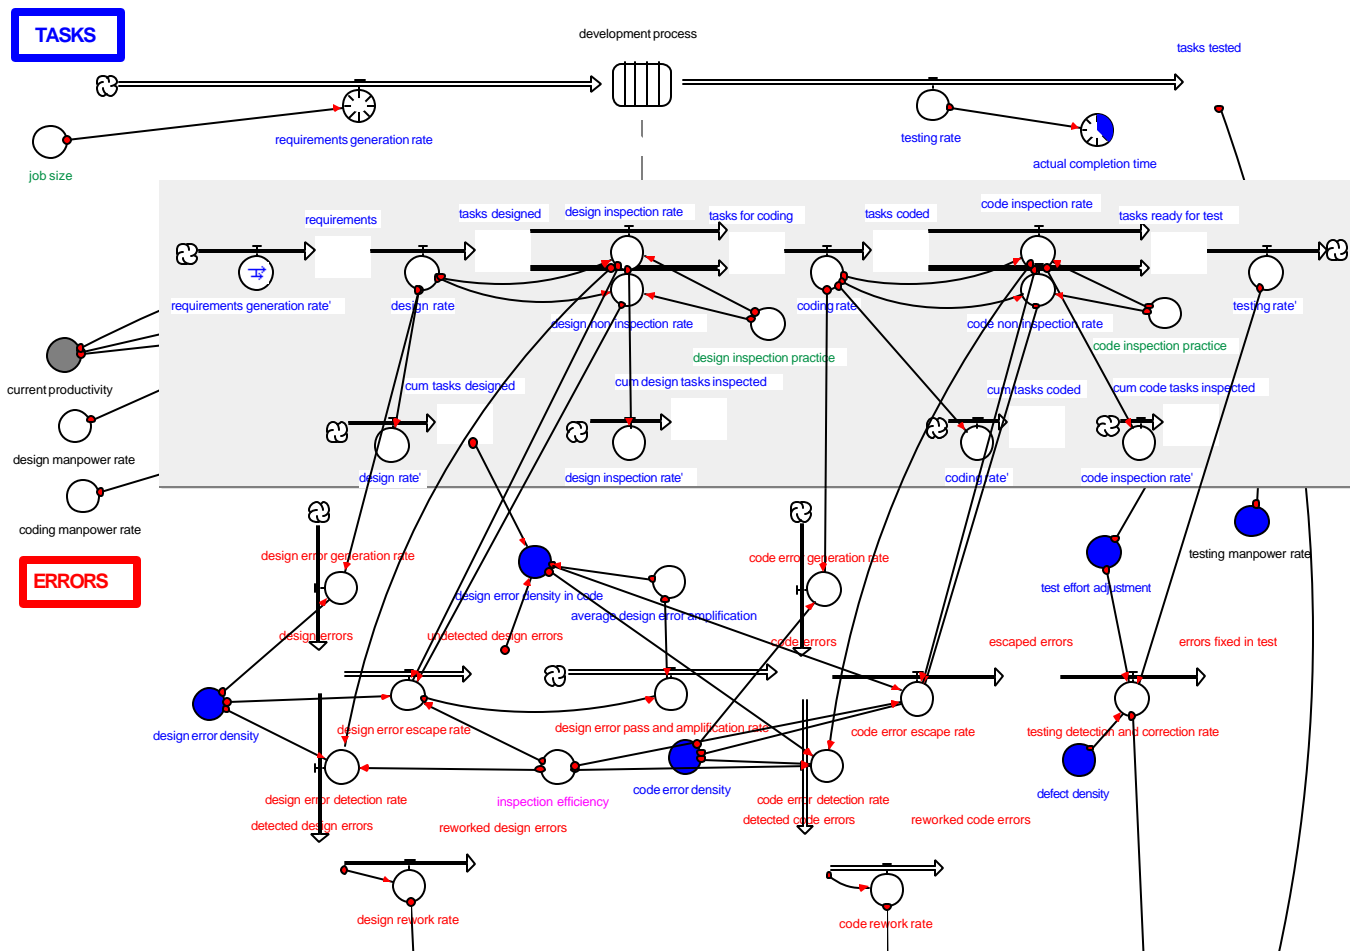 TASKS
development process
tasks tested
requirements generation rate
testing rate
actual completion time
job size
requirements
tasks designed
design inspection rate
tasks for coding
tasks coded
code inspection rate
tasks ready for test
requirements generation rate'
design rate
design non inspection rate
coding rate
code non inspection rate
testing rate'
design inspection practice
code inspection practice
current productivity
cum tasks designed
cum design tasks inspected
cum tasks coded
cum code tasks inspected
design manpower rate
design rate'
design inspection rate'
coding rate'
code inspection rate'
coding manpower rate
ERRORS
design error generation rate
code error generation rate
testing manpower rate
design error density in code
average design error amplification
test effort adjustment
design errors
undetected design errors
code errors
escaped errors
errors fixed in test
design error density
design error escape rate
design error pass and amplification rate
code error escape rate
testing detection and correction rate
design error detection rate
inspection efficiency
code error density
code error detection rate
defect density
detected design errors
reworked design errors
detected code errors
reworked code errors
design rework rate
code rework rate